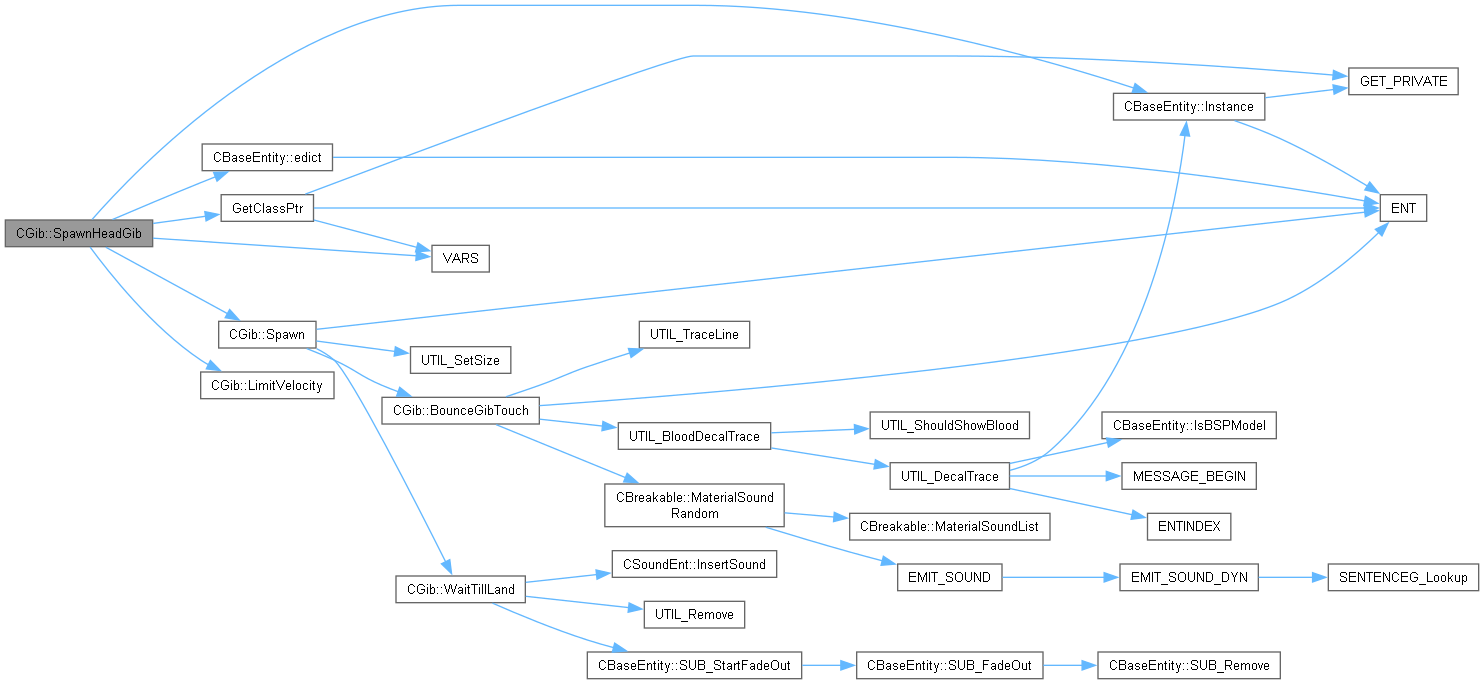 GET_PRIVATE
CBaseEntity::Instance
CBaseEntity::edict
GetClassPtr
ENT
CGib::SpawnHeadGib
VARS
CGib::Spawn
UTIL_TraceLine
UTIL_SetSize
CGib::LimitVelocity
CGib::BounceGibTouch
UTIL_ShouldShowBlood
CBaseEntity::IsBSPModel
UTIL_BloodDecalTrace
UTIL_DecalTrace
MESSAGE_BEGIN
CBreakable::MaterialSound
Random
CBreakable::MaterialSoundList
ENTINDEX
CSoundEnt::InsertSound
EMIT_SOUND
EMIT_SOUND_DYN
SENTENCEG_Lookup
CGib::WaitTillLand
UTIL_Remove
CBaseEntity::SUB_StartFadeOut
CBaseEntity::SUB_FadeOut
CBaseEntity::SUB_Remove